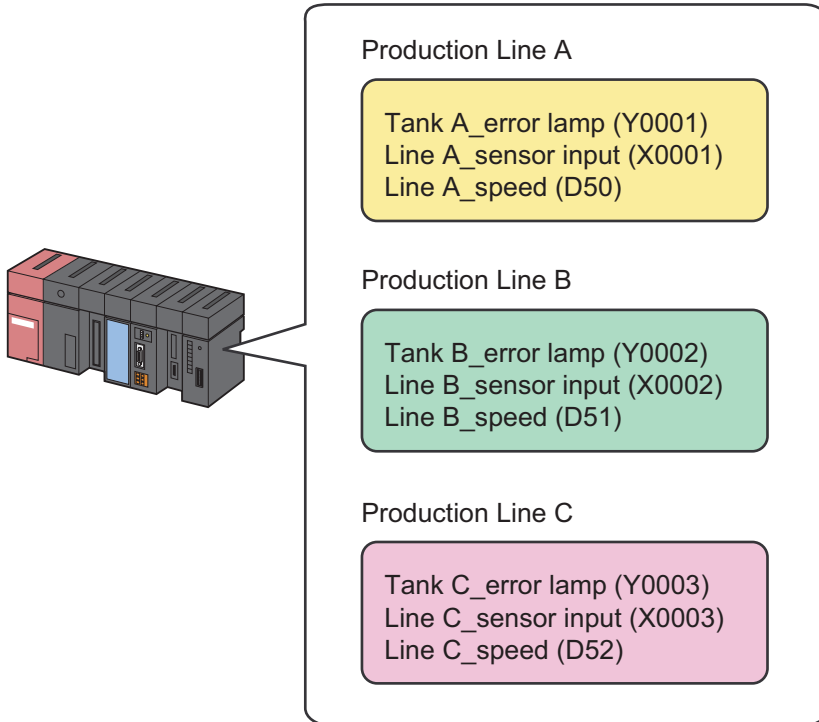 Production Line A
Tank A_error lamp (Y0001)
Line A_sensor input (X0001)
Line A_speed (D50)
Production Line B
Tank B_error lamp (Y0002)
Line B_sensor input (X0002)
Line B_speed (D51)
Production Line C
Tank C_error lamp (Y0003)
Line C_sensor input (X0003)
Line C_speed (D52)